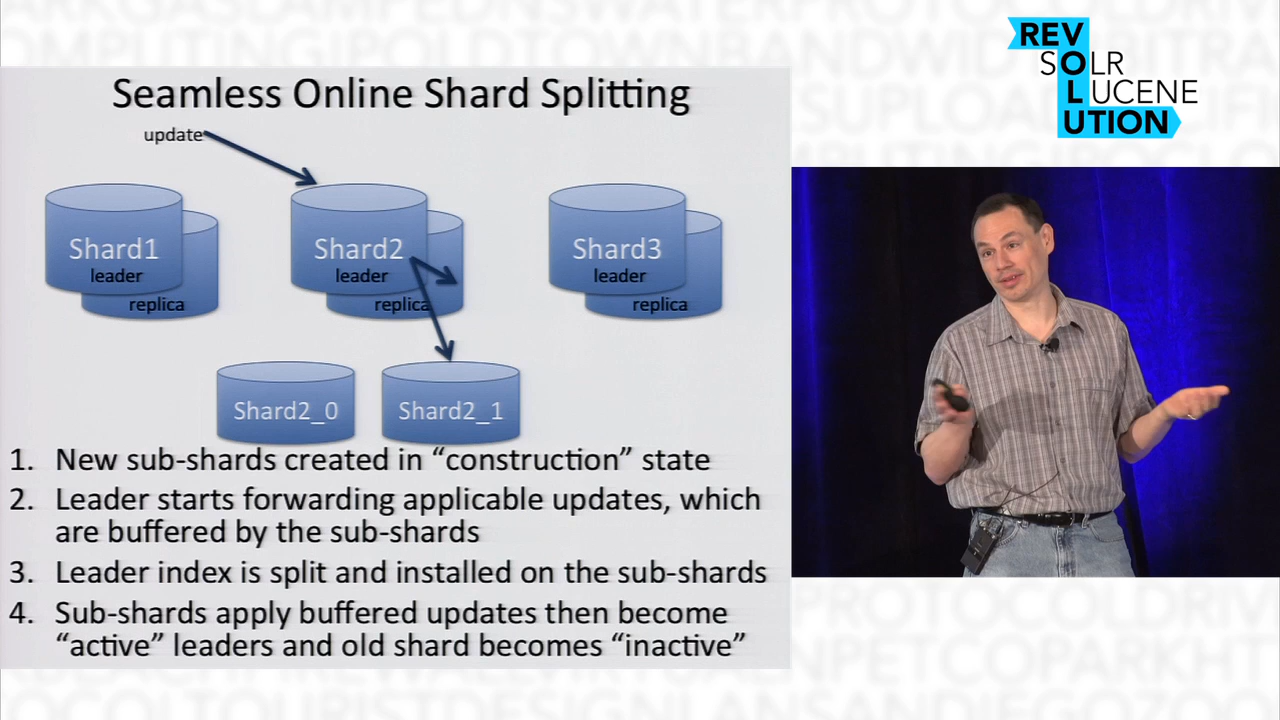 REVOLUTION
SOLR
LUCENE
Seamless Online Shard Splitting
update
Shard1
leader
replica
Shard2
leader
replica
Shard3
leader
replica
Shard2_0
Shard2_1
1. New sub-shards created in “construction” state
2. Leader starts forwarding applicable updates, which
are buffered by the sub-shards
3. Leader index is split and installed on the sub-shards
4. Sub-shards apply buffered updates then become
“active” leaders and old shard becomes “inactive”